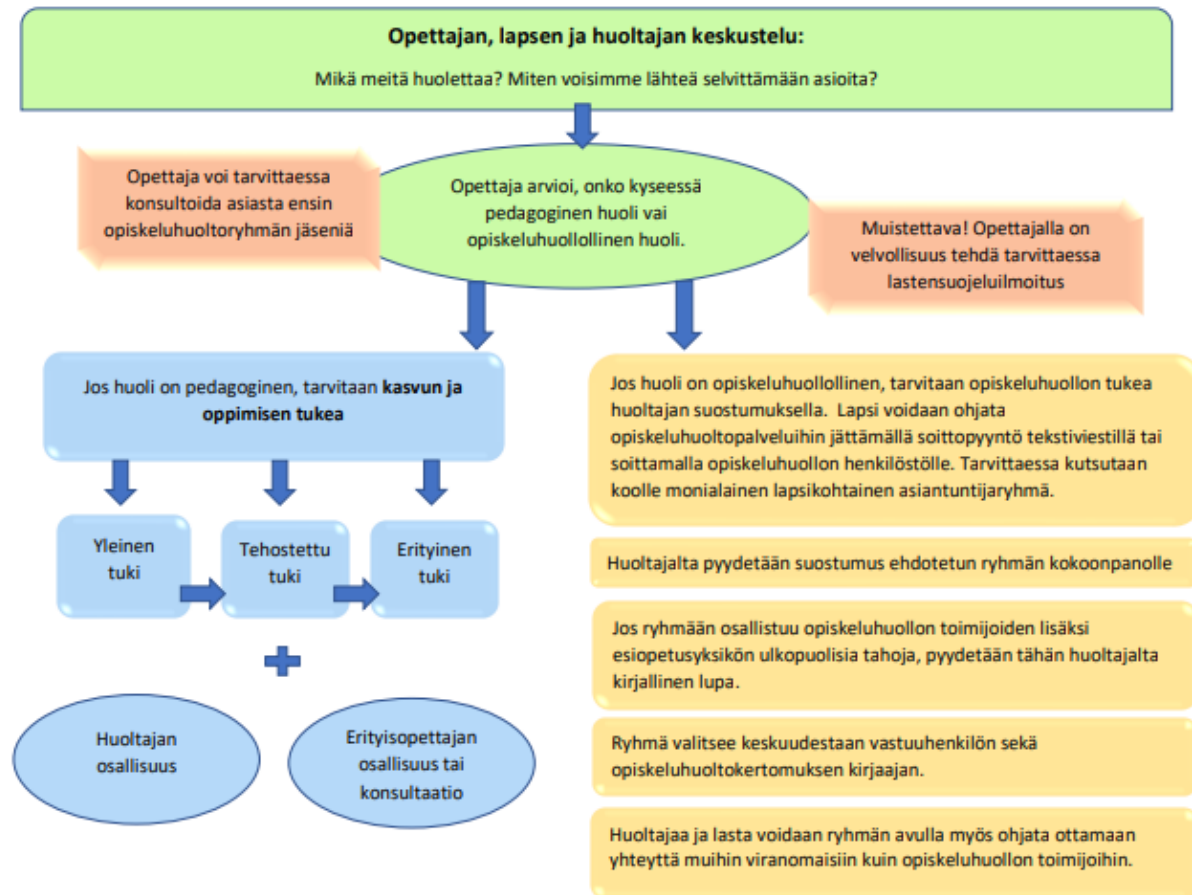 Opettajan, lapsen ja huoltajan keskustelu:
Mikä meitä huolettaa? Miten voisimme lähteä selvittämään asioita?
Opettaja voi tarvittaessa
konsultoida asiasta ensin
opiskeluhuoltoryhmän jäseniä
Opettaja arvioi, onko kyseessä
pedagoginen huoli vai
opiskeluhuollollinen huoli.
Muistettava! Opettajalla on
velvollisuus tehdä tarvittaessa
lastensuojeluilmoitus
Jos huoli on pedagoginen, tarvitaan kasvun ja
oppimisen tukea
Yleinen
tuki
Tehostettu
tuki
Erityinen
tuki
Huoltajan
osallisuus
Erityisopettajan
osallisuus tai
konsultaatio
Jos huoli on opiskeluhuollollinen, tarvitaan opiskeluhuollon tukea
huoltajan suostumuksella.  Lapsi voidaan ohjata
opiskeluhuoltopalveluihin jättämällä soittopyyntö tekstiviestillä tai
soittamalla opiskeluhuollon henkilöstölle. Tarvittaessa kutsutaan
koolle monialainen lapsikohtainen asiantuntijaryhmä.
Huoltajalta pyydetään suostumus ehdotetun ryhmän kokoonpanolle
Jos ryhmään osallistuu opiskeluhuollon toimijoiden lisäksi
esiopetusyksikön ulkopuolisia tahoja, pyydetään tähän huoltajalta
kirjallinen lupa.
Ryhmä valitsee keskuudestaan vastuuhenkilön sekä
opiskeluhuoltokertomuksen kirjaajan.
Huoltajaa ja lasta voidaan ryhmän avulla myös ohjata ottamaan
yhteyttä muihin viranomaisiin kuin opiskeluhuollon toimijoihin.